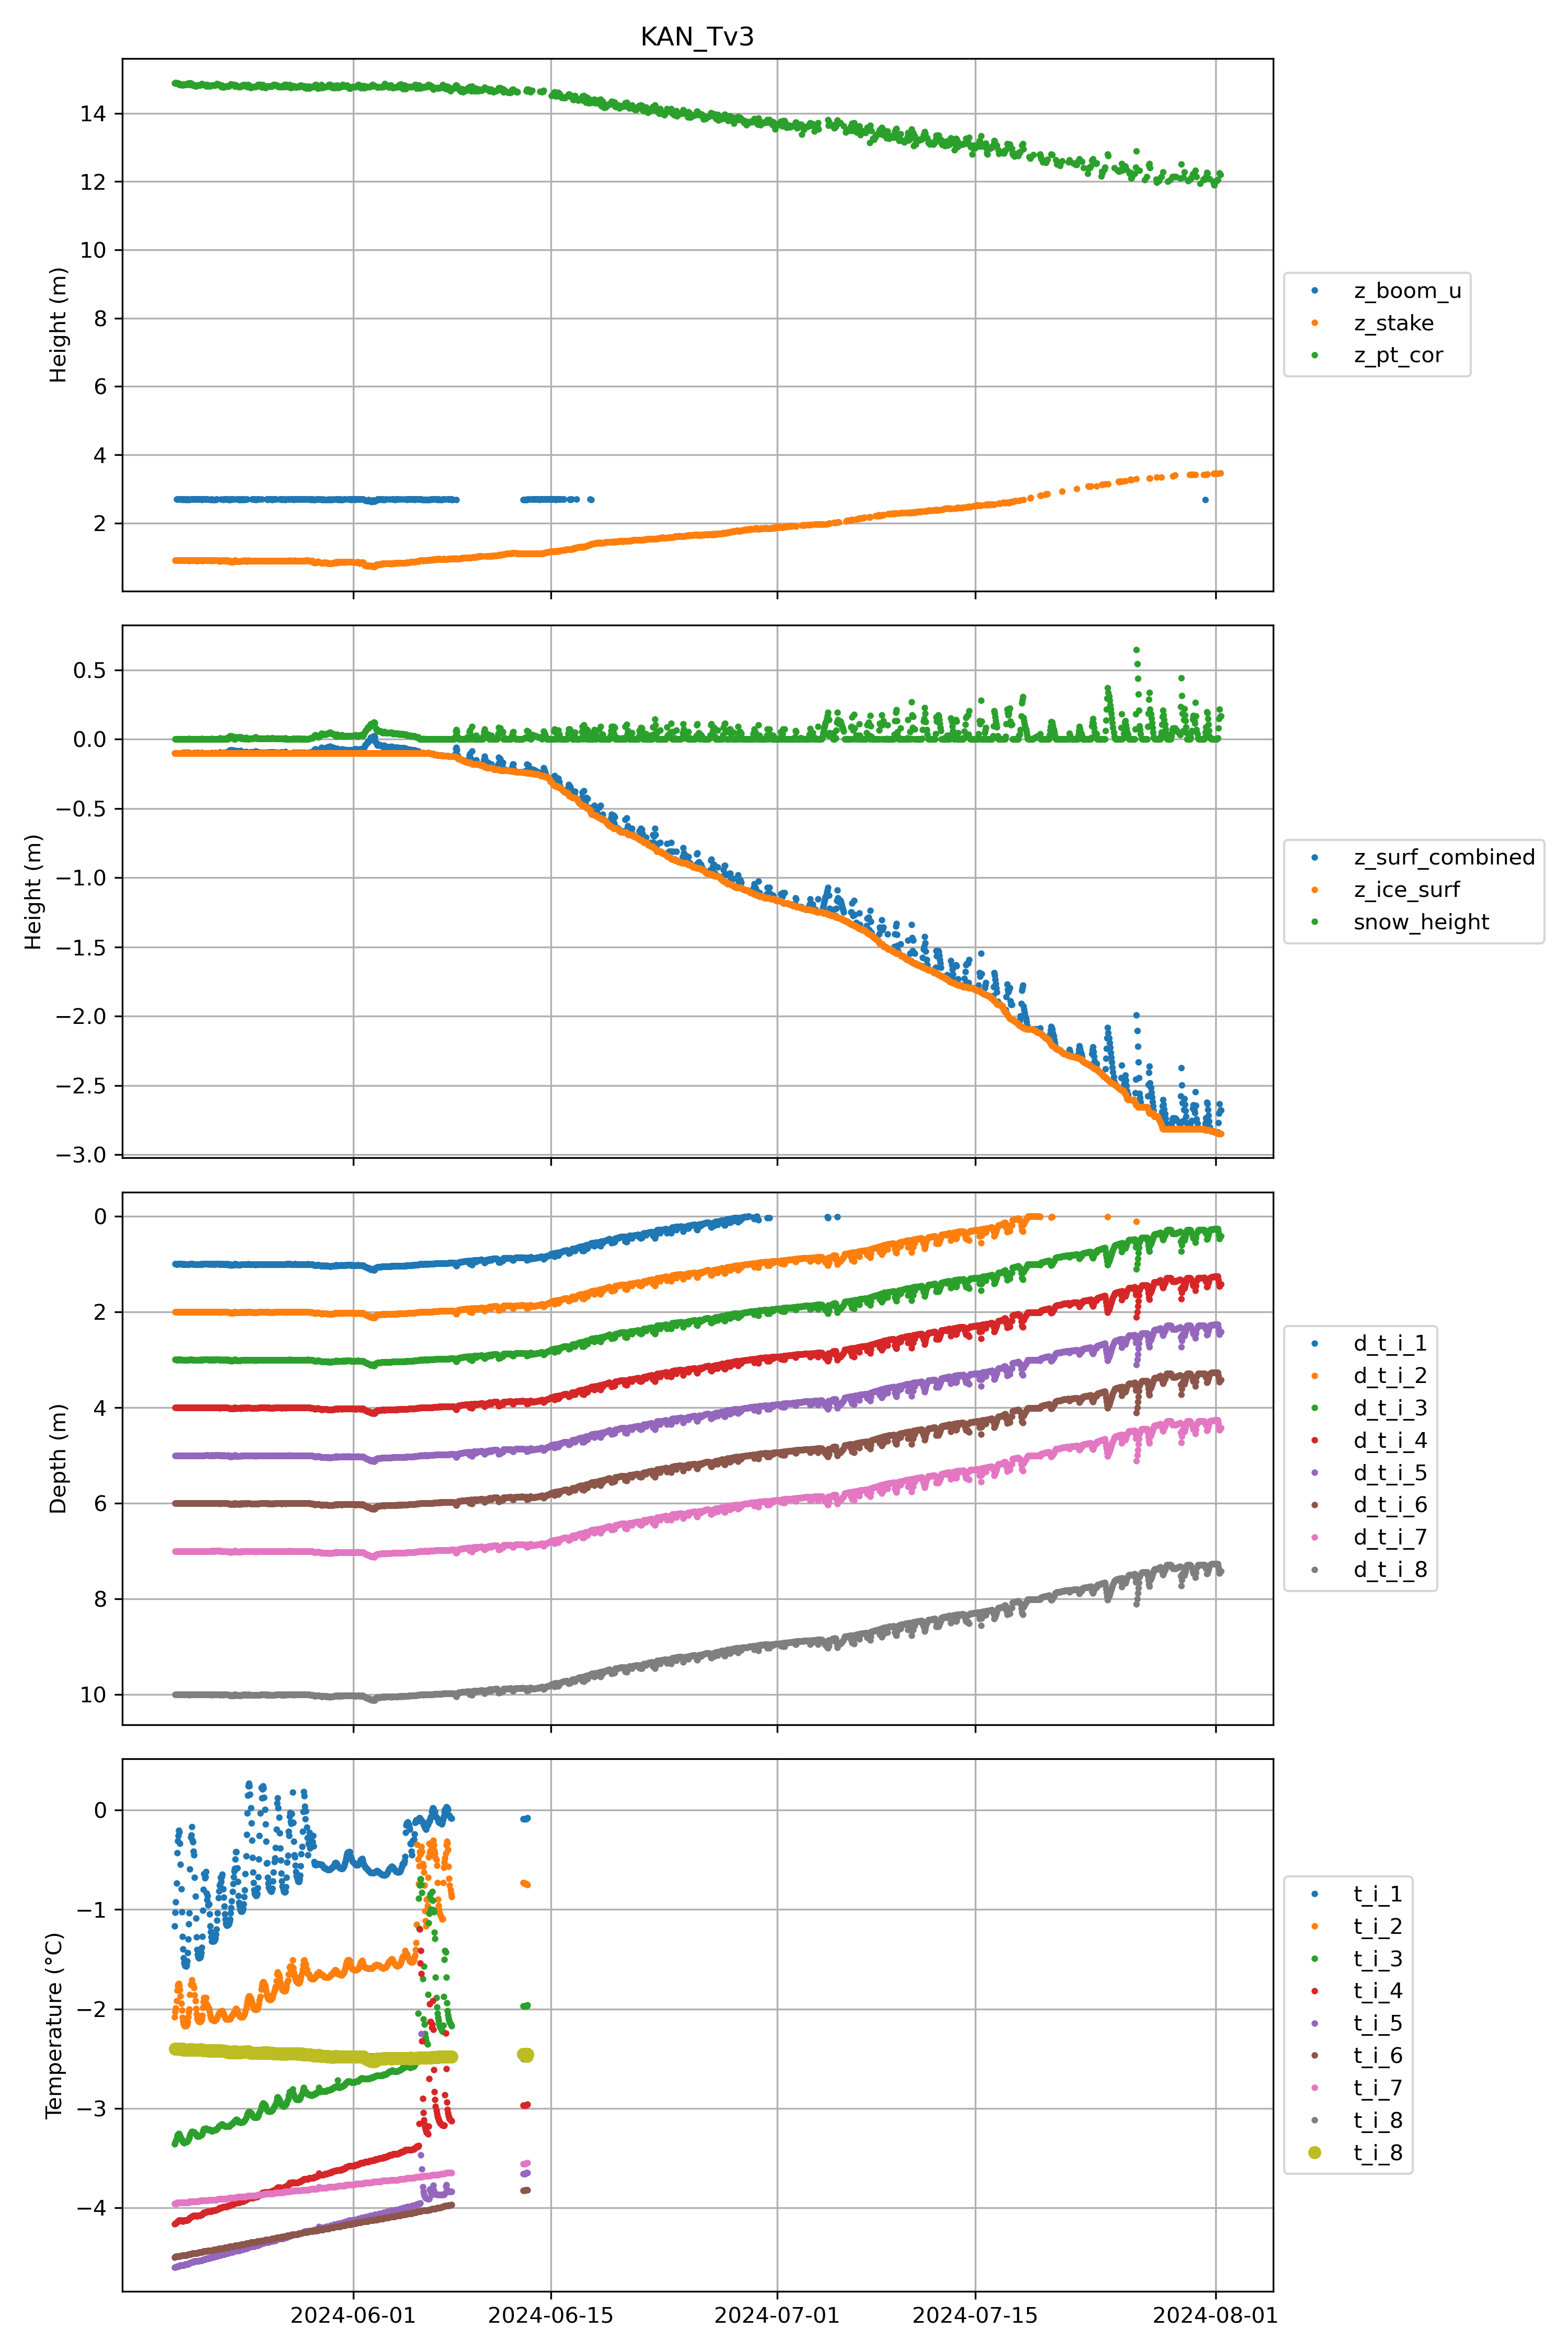 KAN_Tv3
Height (m)
14
12
10
8
6
4
2
z_boom_u
z_stake
z_pt_cor
Height (m)
0.5
0.0
−0.5
−1.0
−1.5
−2.0
−2.5
−3.0
z_surf_combined
z_ice_surf
snow_height
Depth (m)
0
2
4
6
8
10
d_t_i_1
d_t_i_2
d_t_i_3
d_t_i_4
d_t_i_5
d_t_i_6
d_t_i_7
d_t_i_8
Temperature (°C)
0
−1
−2
−3
−4
t_i_1
t_i_2
t_i_3
t_i_4
t_i_5
t_i_6
t_i_7
t_i_8
t_i_8
2024-06-01 2024-06-15 2024-07-01 2024-07-15 2024-08-01